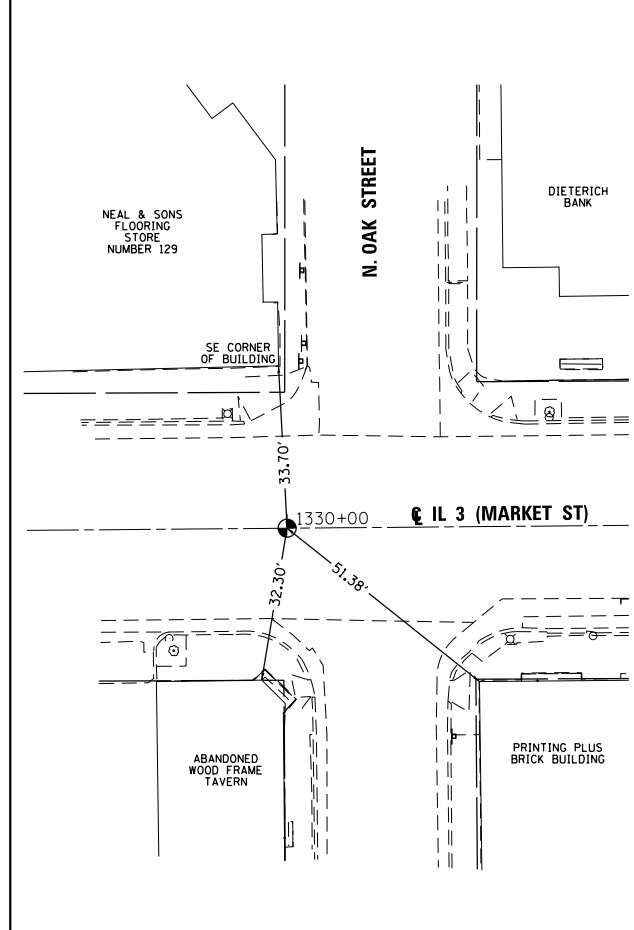 N. OAK STREET
DIETERICH
BANK
NEAL & SONS
FLOORING
STORE
NUMBER 129
SE CORNER
OF BUILDING
33.70'
1330+00
℄ IL 3 (MARKET ST)
51.38'
32.30'
ABANDONED
WOOD FRAME
TAVERN
PRINTING PLUS
BRICK BUILDING